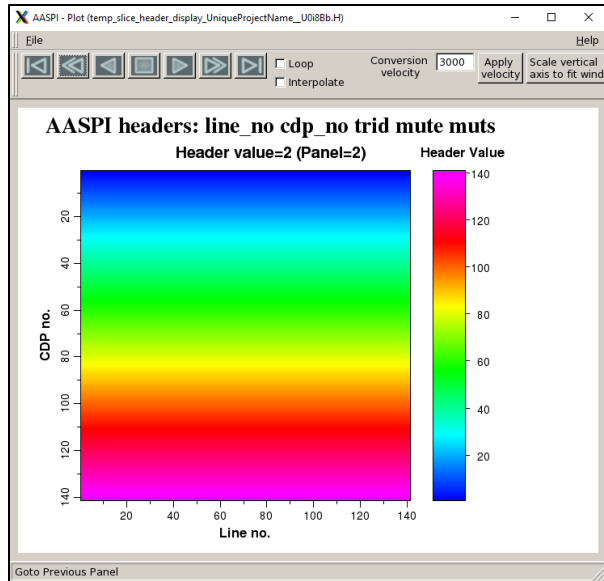 AASPI - Plot (temp_slice_header_display_UniqueProjectName__U0i8Bb.H)
File
Help
Loop
Interpolate
Conversion
velocity
3000
Apply
velocity
Scale vertical
axis to fit wind
AASPI headers: line_no cdp_no trid mute muts
Header value=2 (Panel=2)
Header Value
CDP no.
20
40
60
80
100
120
140
20
40
60
80
100
120
140
Line no.
140
120
100
80
60
40
20
Goto Previous Panel